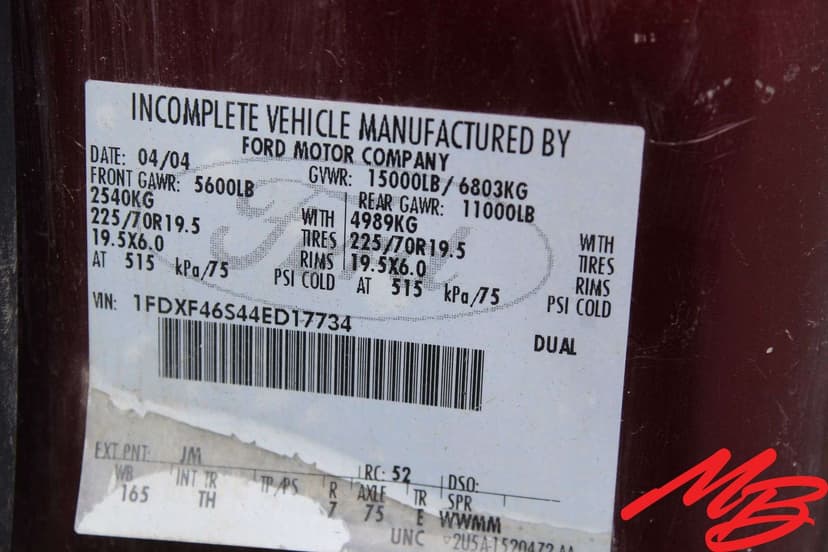 INCOMPLETE VEHICLE MANUFACTURED BY
FORD MOTOR COMPANY
DATE: 04/04 GVWR: 15000LB/ 6803KG
FRONT GAWR: 5600LB REAR GAWR: 11000LB
2540KG WITH 4989KG WITH
225/70R19.5 TIRES 225/70R19.5 TIRES
19.5X6.0 RIMS 19.5X6.0 RIMS
AT 515 kPa/75 PSI COLD AT 515 kPa/75 PSI COLD
VIN: 1FDXF46S44ED17734 DUAL
EXT PNT: JM RC: 52 DSO:
WB INT TR TP/PS R AXLE TR SPR
165 TH 7 75 E WWMM
UNC
MB